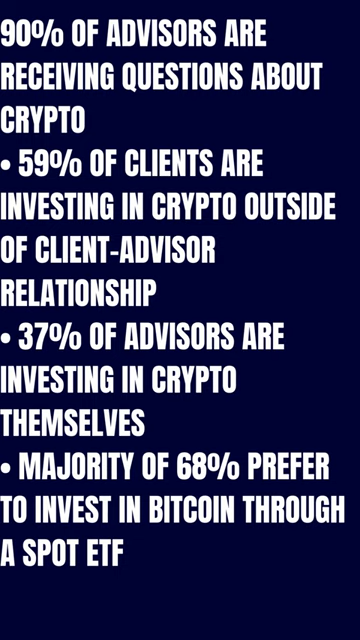 90% OF ADVISORS ARE
RECEIVING QUESTIONS ABOUT
CRYPTO
• 59% OF CLIENTS ARE
INVESTING IN CRYPTO OUTSIDE
OF CLIENT-ADVISOR
RELATIONSHIP
• 37% OF ADVISORS ARE
INVESTING IN CRYPTO
THEMSELVES
• MAJORITY OF 68% PREFER
TO INVEST IN BITCOIN THROUGH
A SPOT ETF